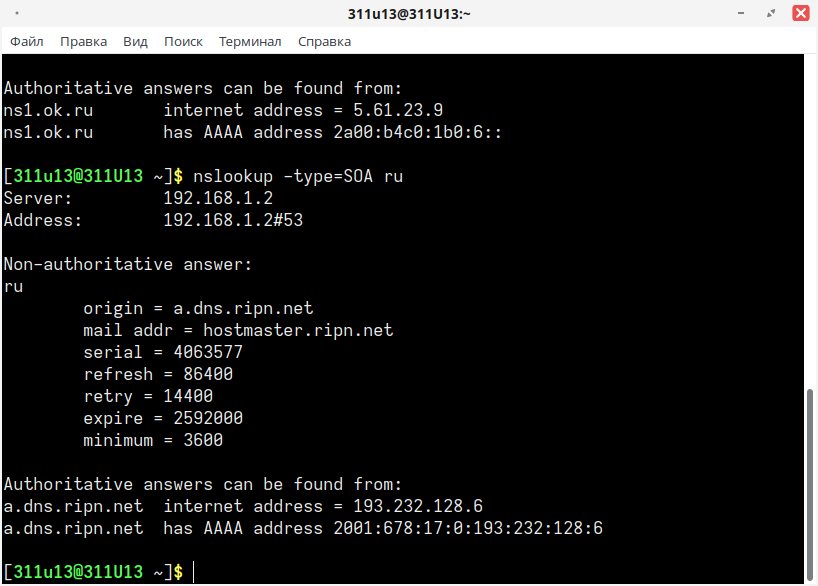 311u13@311U13:~
Файл Правка Вид Поиск Терминал Справка
Authoritative answers can be found from:
ns1.ok.ru       internet address = 5.61.23.9
ns1.ok.ru       has AAAA address 2a00:b4c0:1b0:6::
[311u13@311U13 ~]$ nslookup -type=SOA ru
Server:         192.168.1.2
Address:        192.168.1.2#53
Non-authoritative answer:
ru
        origin = a.dns.ripn.net
        mail addr = hostmaster.ripn.net
        serial = 4063577
        refresh = 86400
        retry = 14400
        expire = 2592000
        minimum = 3600
Authoritative answers can be found from:
a.dns.ripn.net  internet address = 193.232.128.6
a.dns.ripn.net  has AAAA address 2001:678:17:0:193:232:128:6
[311u13@311U13 ~]$